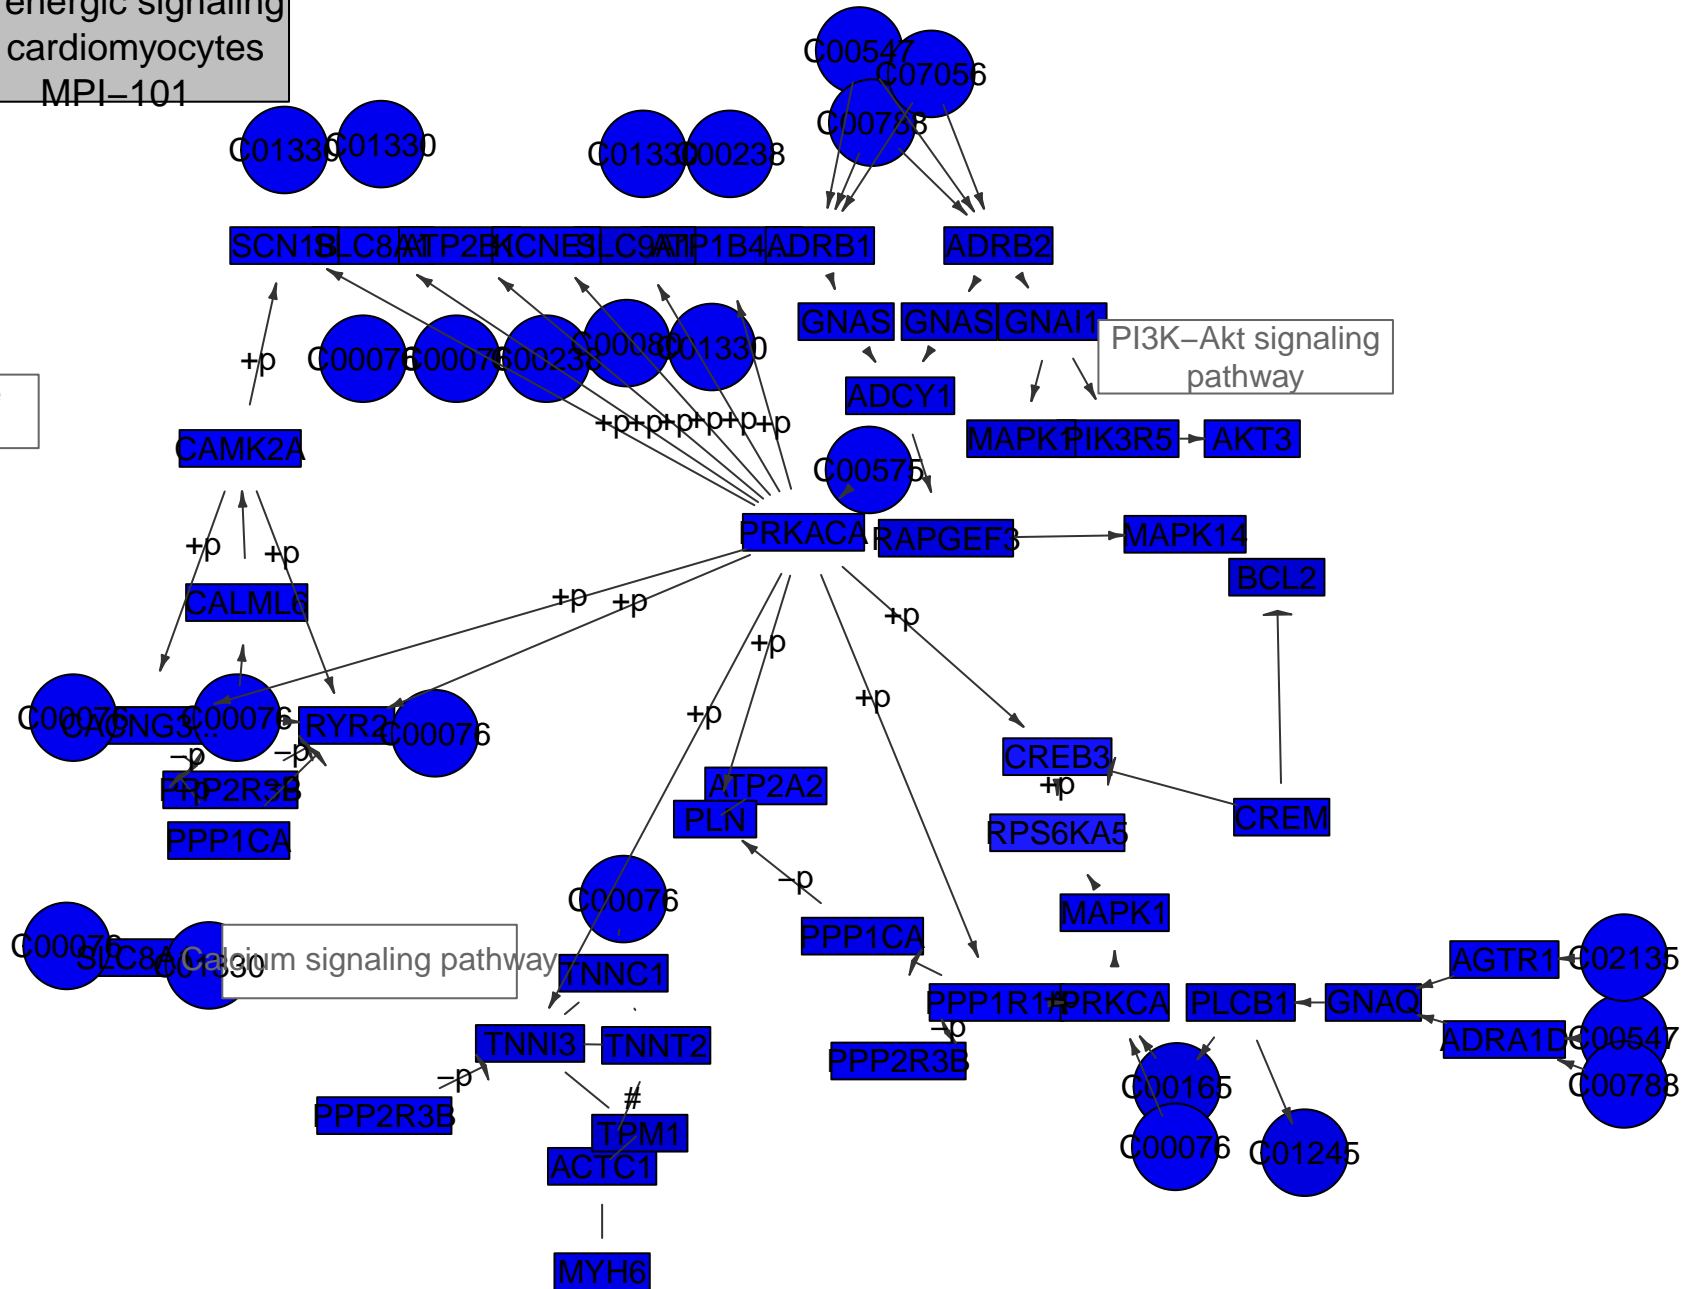 energic signaling
cardiomyocytes
MPI−101
C00547
C07056
C00788
C01330
C01330
C01330
C00238
SCN1B
SLC8A1
ATP2B
KCNE1
SLC9A1
ATP1B4...
ADRB1
ADRB2
GNAS
GNAS
GNAI1
PI3K−Akt signaling
pathway
C00076
C00076
C00238
C00080
C01330
+p
ADCY1
+p
+p
+p
+p
+p
+p
CAMK2A
MAPK1
PIK3R5
AKT3
C00575
PRKACA
RAPGEF3
MAPK14
+p
+p
BCL2
CALML6
+p
+p
+p
+p
+p
+p
C00076
CACNG3...
C00076
RYR2
C00076
−p
−p
CREB3
+p
PPP2R3B
+p
+p
ATP2A2
PLN
CREM
RPS6KA5
PPP1CA
−p
C00076
MAPK1
PPP1CA
C00076
SLC8A1
C01330
Calcium signaling pathway
TNNC1
AGTR1
C02135
PPP1R1A
+p
PRKCA
PLCB1
GNAQ
−p
TNNI3
TNNT2
ADRA1D
C00547
PPP2R3B
−p
C00165
C00788
#
PPP2R3B
TPM1
C00076
C01245
ACTC1
MYH6